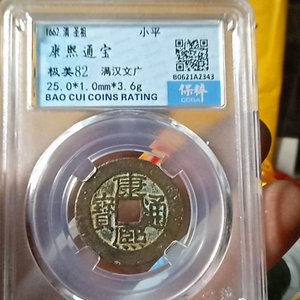 1662 清 圣祖 小平
康熙通宝
极美82 满汉文广
25.0*1.0mm*3.6g
BAO CUI COINS RATING
B0621A2343
保粹
CCGA
康熙通寶